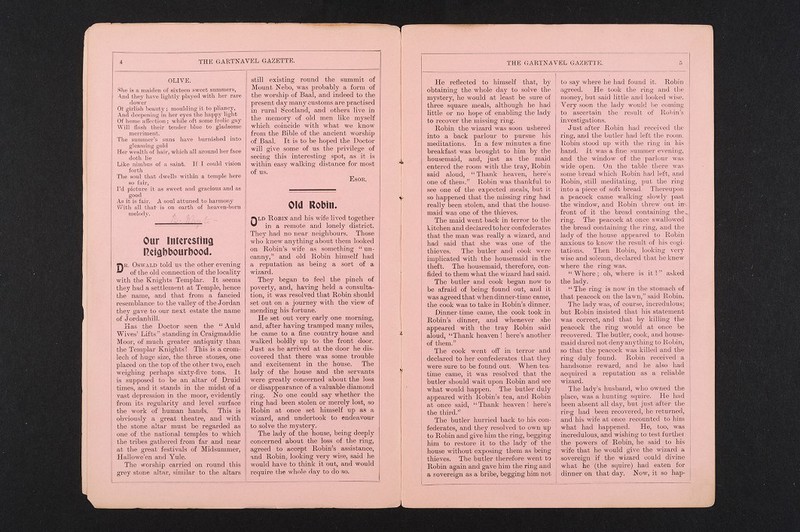 4
THE GARTNAVEL GAZETTE.
OLIVE.
She is a maiden of sixteen sweet summers,
And they have lightly played with her rare
dower
Of girlish beauty; moulding it to pliancy,
And deepening in her eyes the happy light
Of home affection; while oft some frolic gay
Will flush their tender blue to gladsome
merriment.
The summer's suns have burnished into
gleaming gold
Her wealth of hair, which all around her face
doth lie
Like nimbus of a saint. If I could vision
forth
The soul that dwells within a temple here
so fair,
I'd picture it as sweet and gracious and as
good
As it is fair. A soul attuned to harmony
With all that is on earth of heaven-born
melody.
Our Interesting
Neighbourhood.
DR. OSWALD told us the other evening
of the old connection of the locality
with the Knights Templar. It seems
they had a settlement at Temple, hence
the name, and that from a fancied
resemblance to the valley of the Jordan
they gave to our next estate the name
of Jordanhill.
Has the Doctor seen the "Auld
Wives' Lifts" standing in Craigmaddie
Moor, of much greater antiquity than
the Templar Knights? This is a crom-
lech of huge size, the three stones, one
placed on the top of the other two, each
weighing perhaps sixty-five tons. It
is supposed to be an altar of Druid
times, and it stands in the midst of a
vast depression in the moor, evidently
from its regularity and level surface
the work of human hands. This is
obviously a great theatre, and with
the stone altar must be regarded as
one of the national temples to which
the tribes gathered from far and near
at the great festivals of Midsummer,
Hallowe'en and Yule.
The worship carried on round this
grey stone altar, similar to the altars
still existing round the summit of
Mount Nebo, was probably a form of
the worship of Baal, and indeed to the
present day many customs are practised
in rural Scotland, and others live in
the memory of old men like myself
which coincide with what we know
from the Bible of the ancient worship
of Baal. It is to be hoped the Doctor
will give some of us the privilege of
seeing this interesting spot, as it is
within easy walking distance for most
of us.
ESOR.
Old Robin.
OLD ROBIN and his wife lived together
in a remote and lonely district.
They had no near neighbours. Those
who knew anything about them looked
on Robin's wife as something "un-
canny," and old Robin himself had
a reputation as being a sort of a
wizard.
They began to feel the pinch of
poverty, and, having held a consulta-
tion, it was resolved that Robin should
set out on a journey with the view of
mending his fortune.
He set out very early one morning,
and, after having tramped many miles,
he came to a fine country house and
walked boldly up to the front door.
Just as he arrived at the door he dis-
covered that there was some trouble
and excitement in the house. The
lady of the house and the servants
were greatly concerned about the loss
or disappearance of a valuable diamond
ring. No one could say whether the
ring had been stolen or merely lost, so
Robin at once set himself up as a
wizard, and undertook to endeavour
to solve the mystery.
The lady of the house, being deeply
concerned about the loss of the ring,
agreed to accept Robin's assistance,
and Robin, looking very wise, said he
would have to think it out, and would
require the whole day to do so.
THE GARTNAVEL GAZETTE.
5
He reflected to himself that, by
obtaining the whole day to solve the
mystery, he would at least be sure of
three square meals, although he had
little or no hope of enabling the lady
to recover the missing ring.
Robin the wizard was soon ushered
into a back parlour to pursue his
meditations. In a few minutes a fine
breakfast was brought to him by the
housemaid, and, just as the maid
entered the room with the tray, Robin
said aloud, "Thank heaven, here's
one of them." Robin was thankful to
see one of the expected meals, but it
so happened that the missing ring had
really been stolen, and that the house-
maid was one of the thieves.
The maid went back in terror to the
kitchen and declared to her confederates
that the man was really a wizard, and
had said that she was one of the
thieves. The butler and cook were
implicated with the housemaid in the
theft. The housemaid, therefore, con-
fided to them what the wizard had said.
The butler and cook began now to
be afraid of being found out, and it
was agreed that when dinner-time came,
the cook was to take in Robin's dinner.
Dinner time came, the cook took in
Robin's dinner, and whenever she
appeared with the tray Robin said
aloud, "Thank heaven! here's another
of them."
The cook went off in terror and
declared to her confederates that they
were sure to be found out. When tea-
time came, it was resolved that the
butler should wait upon Robin and see
what would happen. The butler duly
appeared with Robin's tea, and Robin
at once said, "Thank heaven! here's
the third."
The butler hurried back to his con-
federates, and they resolved to own up
to Robin and give him the ring, begging
him to restore it to the lady of the
house without exposing them as being
thieves. The butler therefore went to
Robin again and gave him the ring and
a sovereign as a bribe, begging him not
to say where he had found it. Robin
agreed. He took the ring and the
money, but said little and looked wise.
Very soon the lady would be coming
to ascertain the result of Robin's
investigations.
Just after Robin had received the
ring, and the butler had left the room,
Robin stood up with the ring in his
hand. It was a fine summer evening,
and the window of the parlour was
wide open. On the table there was
some bread which Robin had left, and
Robin, still meditating, put the ring
into a piece of soft bread. Thereupon
a peacock came walking slowly past
the window, and Robin threw out in
front of it the bread containing the
ring. The peacock at once swallowed
the bread containing the ring, and the
lady of the house appeared to Robin
anxious to know the result of his cogi-
tations. Then Robin, looking very
wise and solemn, declared that he knew
where the ring was.
"Where; oh, where is it?" asked
the lady.
"The ring is now in the stomach of
that peacock on the lawn," said Robin.
The lady was, of course, incredulous;
but Robin insisted that his statement
was correct, and that by killing the
peacock the ring would at once be
recovered. The butler, cook, and house-
maid dared not deny anything to Robin,
so that the peacock was killed and the
ring duly found. Robin received a
handsome reward, and he also had
acquired a reputation as a reliable
wizard.
The lady's husband, who owned the
place, was a hunting squire. He had
been absent all day, but just after the
ring had been recovered, he returned,
and his wife at once recounted to him
what had happened. He, too, was
incredulous, and wishing to test further
the powers of Robin, he said to his
wife that he would give the wizard a
sovereign if the wizard could divine
what he (the squire) had eaten for
dinner on that day. Now, it so hap-